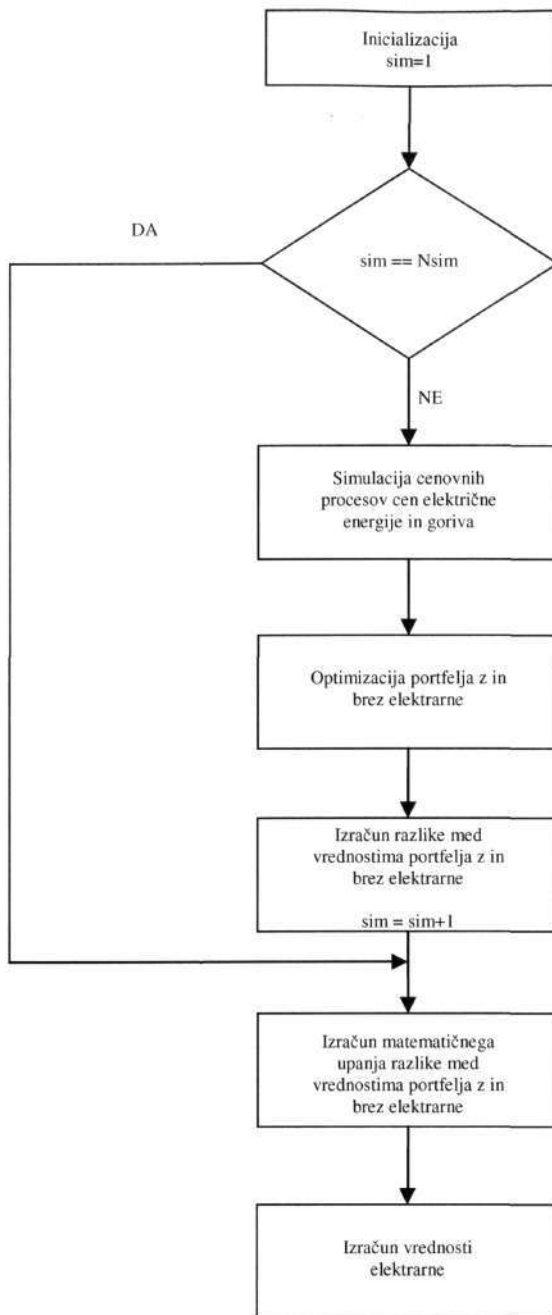 Inicializacija
sim=1
DA
sim == Nsim
NE
Simulacija cenovnih
procesov cen električne
energije in goriva
Optimizacija portfelja z in
brez elektrarne
Izračun razlike med
vrednostima portfelja z in
brez elektrarne
sim = sim+1
Izračun matematičnega
upanja razlike med
vrednostima portfelja z in
brez elektrarne
Izračun vrednosti
elektrarne